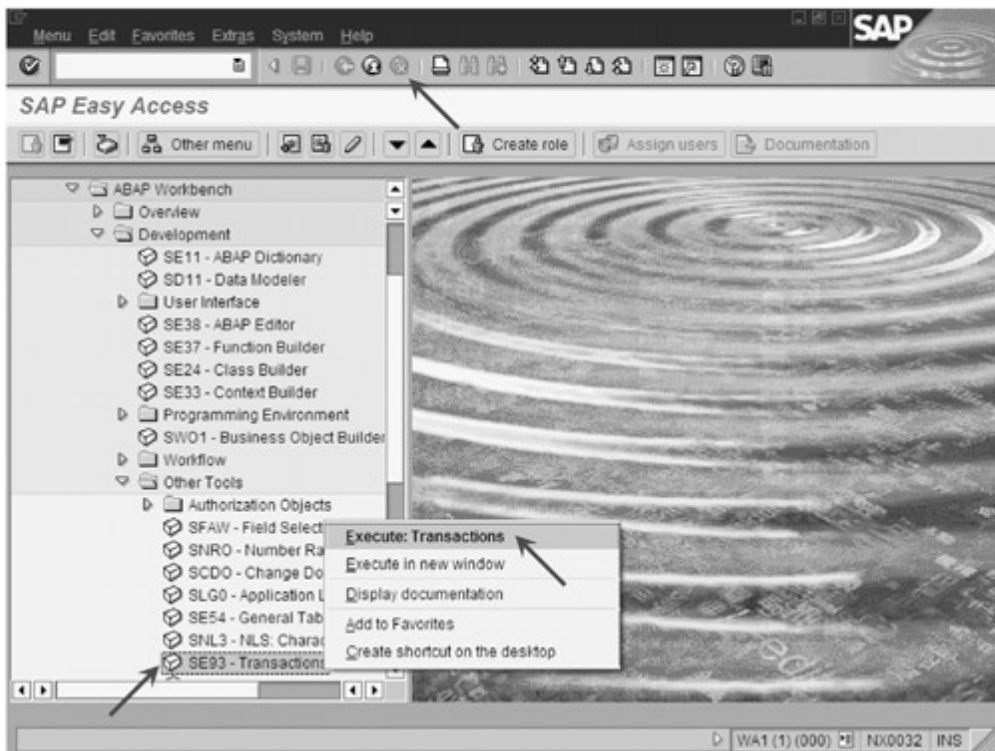 Menu Edit Favorites Extras System Help
SAP
SAP Easy Access
Other menu Create role Assign users Documentation
ABAP Workbench
Overview
Development
SE11 - ABAP Dictionary
SD11 - Data Modeler
User Interface
SE38 - ABAP Editor
SE37 - Function Builder
SE24 - Class Builder
SE33 - Context Builder
Programming Environment
SWO1 - Business Object Builder
Workflow
Other Tools
Authorization Objects
SFAW - Field Select
SNRO - Number Ra
SCDO - Change Do
SLG0 - Application L
SE54 - General Tab
SNL3 - NLS: Charac
SE93 - Transactions
Execute: Transactions
Execute in new window
Display documentation
Add to Favorites
Create shortcut on the desktop
WA1 (1) (000) NX0032 INS